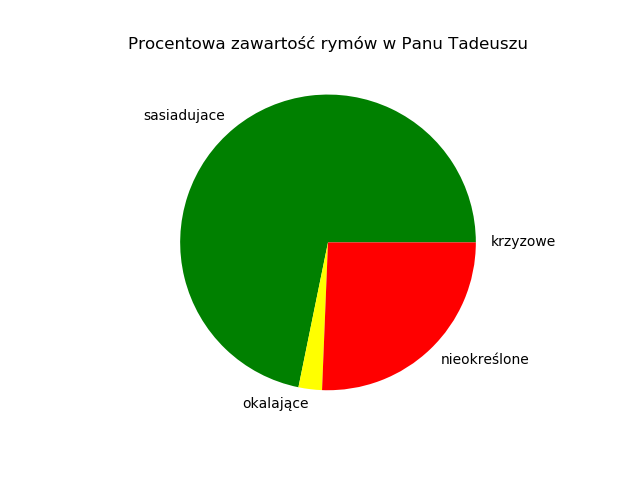 Procentowa zawartość rymów w Panu Tadeuszu
sasiadujace
krzyzowe
nieokreślone
okalające